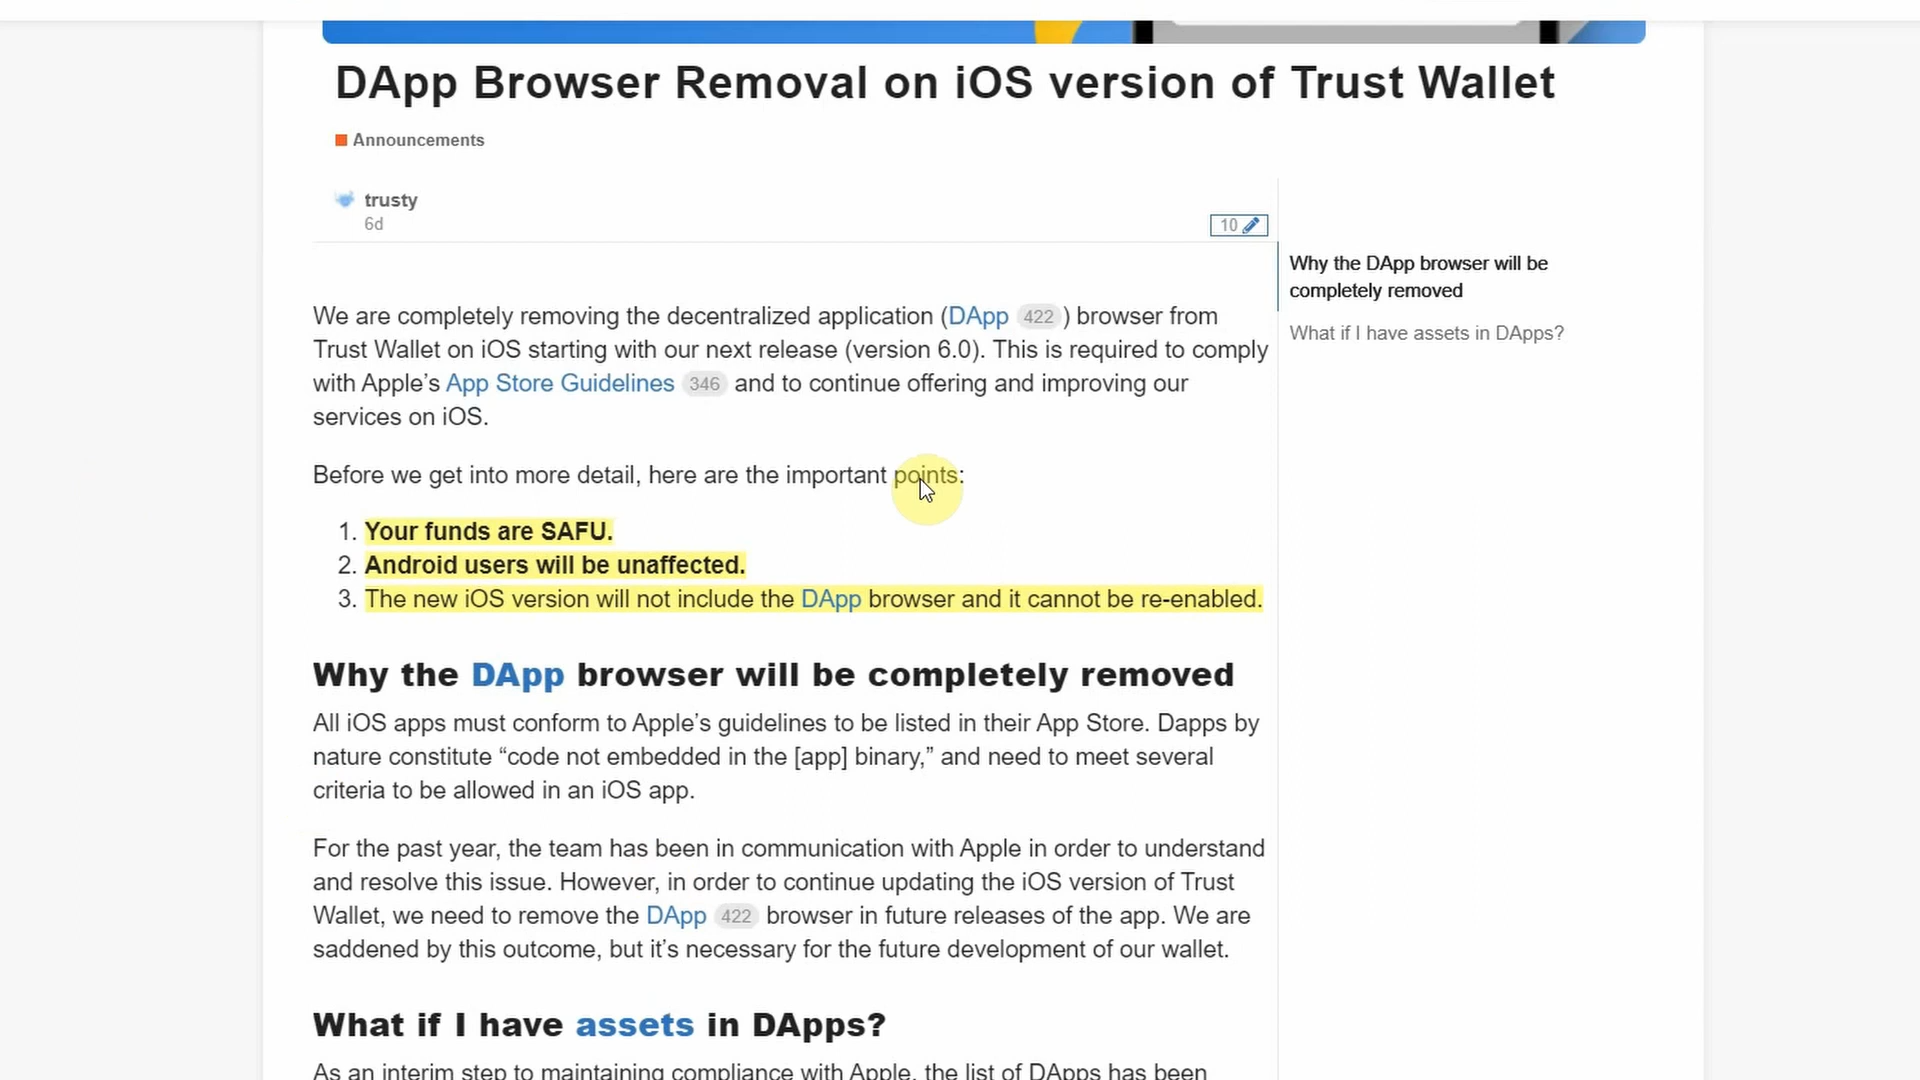 DApp Browser Removal on iOS version of Trust Wallet
Announcements
trusty
6d
10
Why the DApp browser will be
completely removed
What if I have assets in DApps?
We are completely removing the decentralized application (DApp 422) browser from
Trust Wallet on iOS starting with our next release (version 6.0). This is required to comply
with Apple’s App Store Guidelines 346 and to continue offering and improving our
services on iOS.
Before we get into more detail, here are the important points:
1. Your funds are SAFU.
2. Android users will be unaffected.
3. The new iOS version will not include the DApp browser and it cannot be re-enabled.
Why the DApp browser will be completely removed
All iOS apps must conform to Apple’s guidelines to be listed in their App Store. Dapps by
nature constitute “code not embedded in the [app] binary,” and need to meet several
criteria to be allowed in an iOS app.
For the past year, the team has been in communication with Apple in order to understand
and resolve this issue. However, in order to continue updating the iOS version of Trust
Wallet, we need to remove the DApp 422 browser in future releases of the app. We are
saddened by this outcome, but it’s necessary for the future development of our wallet.
What if I have assets in DApps?
As an interim step to maintaining compliance with Apple, the list of DApps has been